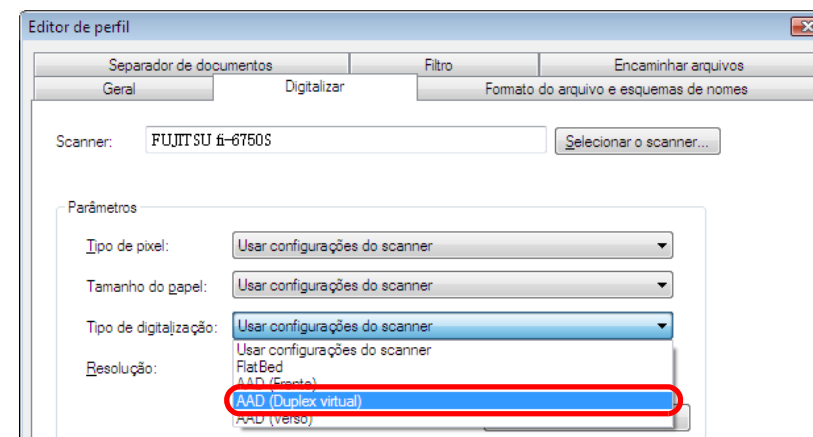 Editor de perfil
Separador de documentos Filtro Encaminhar arquivos
Geral Digitalizar Formato do arquivo e esquemas de nomes
Scanner: FUJITSU fi-6750S Selecionar o scanner...
Parâmetros
Tipo de pixel: Usar configurações do scanner
Tamanho do papel: Usar configurações do scanner
Tipo de digitalização: Usar configurações do scanner
Usar configurações do scanner
Resolução: FlatBed
AAD (Frente)
AAD (Duplex virtual)
AAD (Verso)